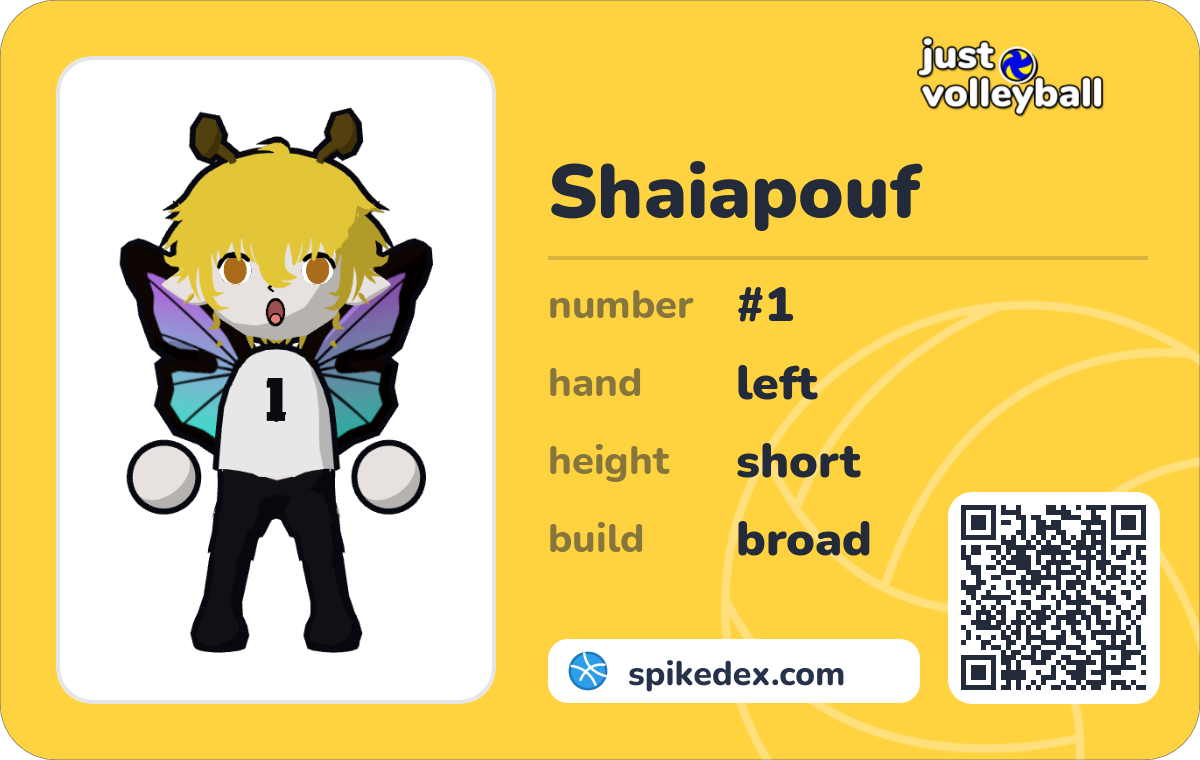 just
volleyball
Shaiapouf
number #1
hand left
height short
build broad
1
spikedex.com